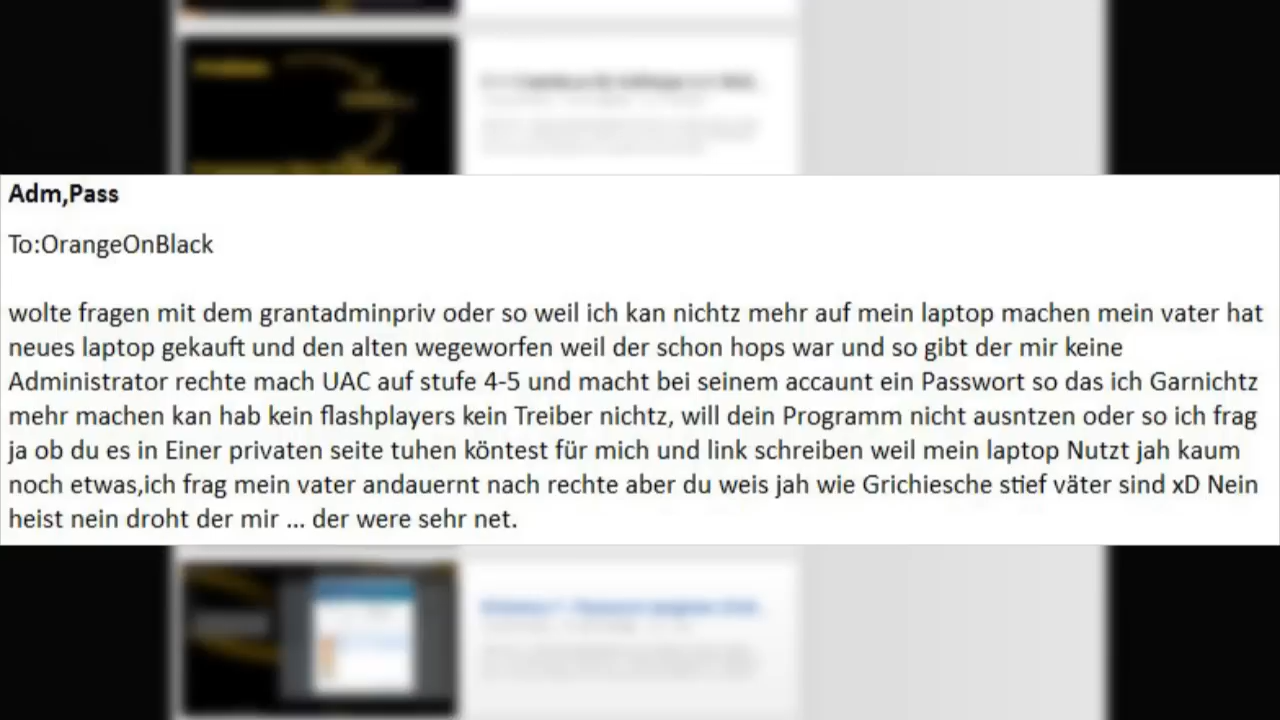 Adm,Pass
To:OrangeOnBlack
wolte fragen mit dem grantadminpriv oder so weil ich kan nichtz mehr auf mein laptop machen mein vater hat
neues laptop gekauft und den alten wegeworfen weil der schon hops war und so gibt der mir keine
Administrator rechte mach UAC auf stufe 4-5 und macht bei seinem accaunt ein Passwort so das ich Garnichtz
mehr machen kan hab kein flashplayers kein Treiber nichtz, will dein Programm nicht ausntzen oder so ich frag
ja ob du es in Einer privaten seite tuhen köntest für mich und link schreiben weil mein laptop Nutzt jah kaum
noch etwas,ich frag mein vater andauernt nach rechte aber du weis jah wie Grichiesche stief väter sind xD Nein
heist nein droht der mir ... der were sehr net.